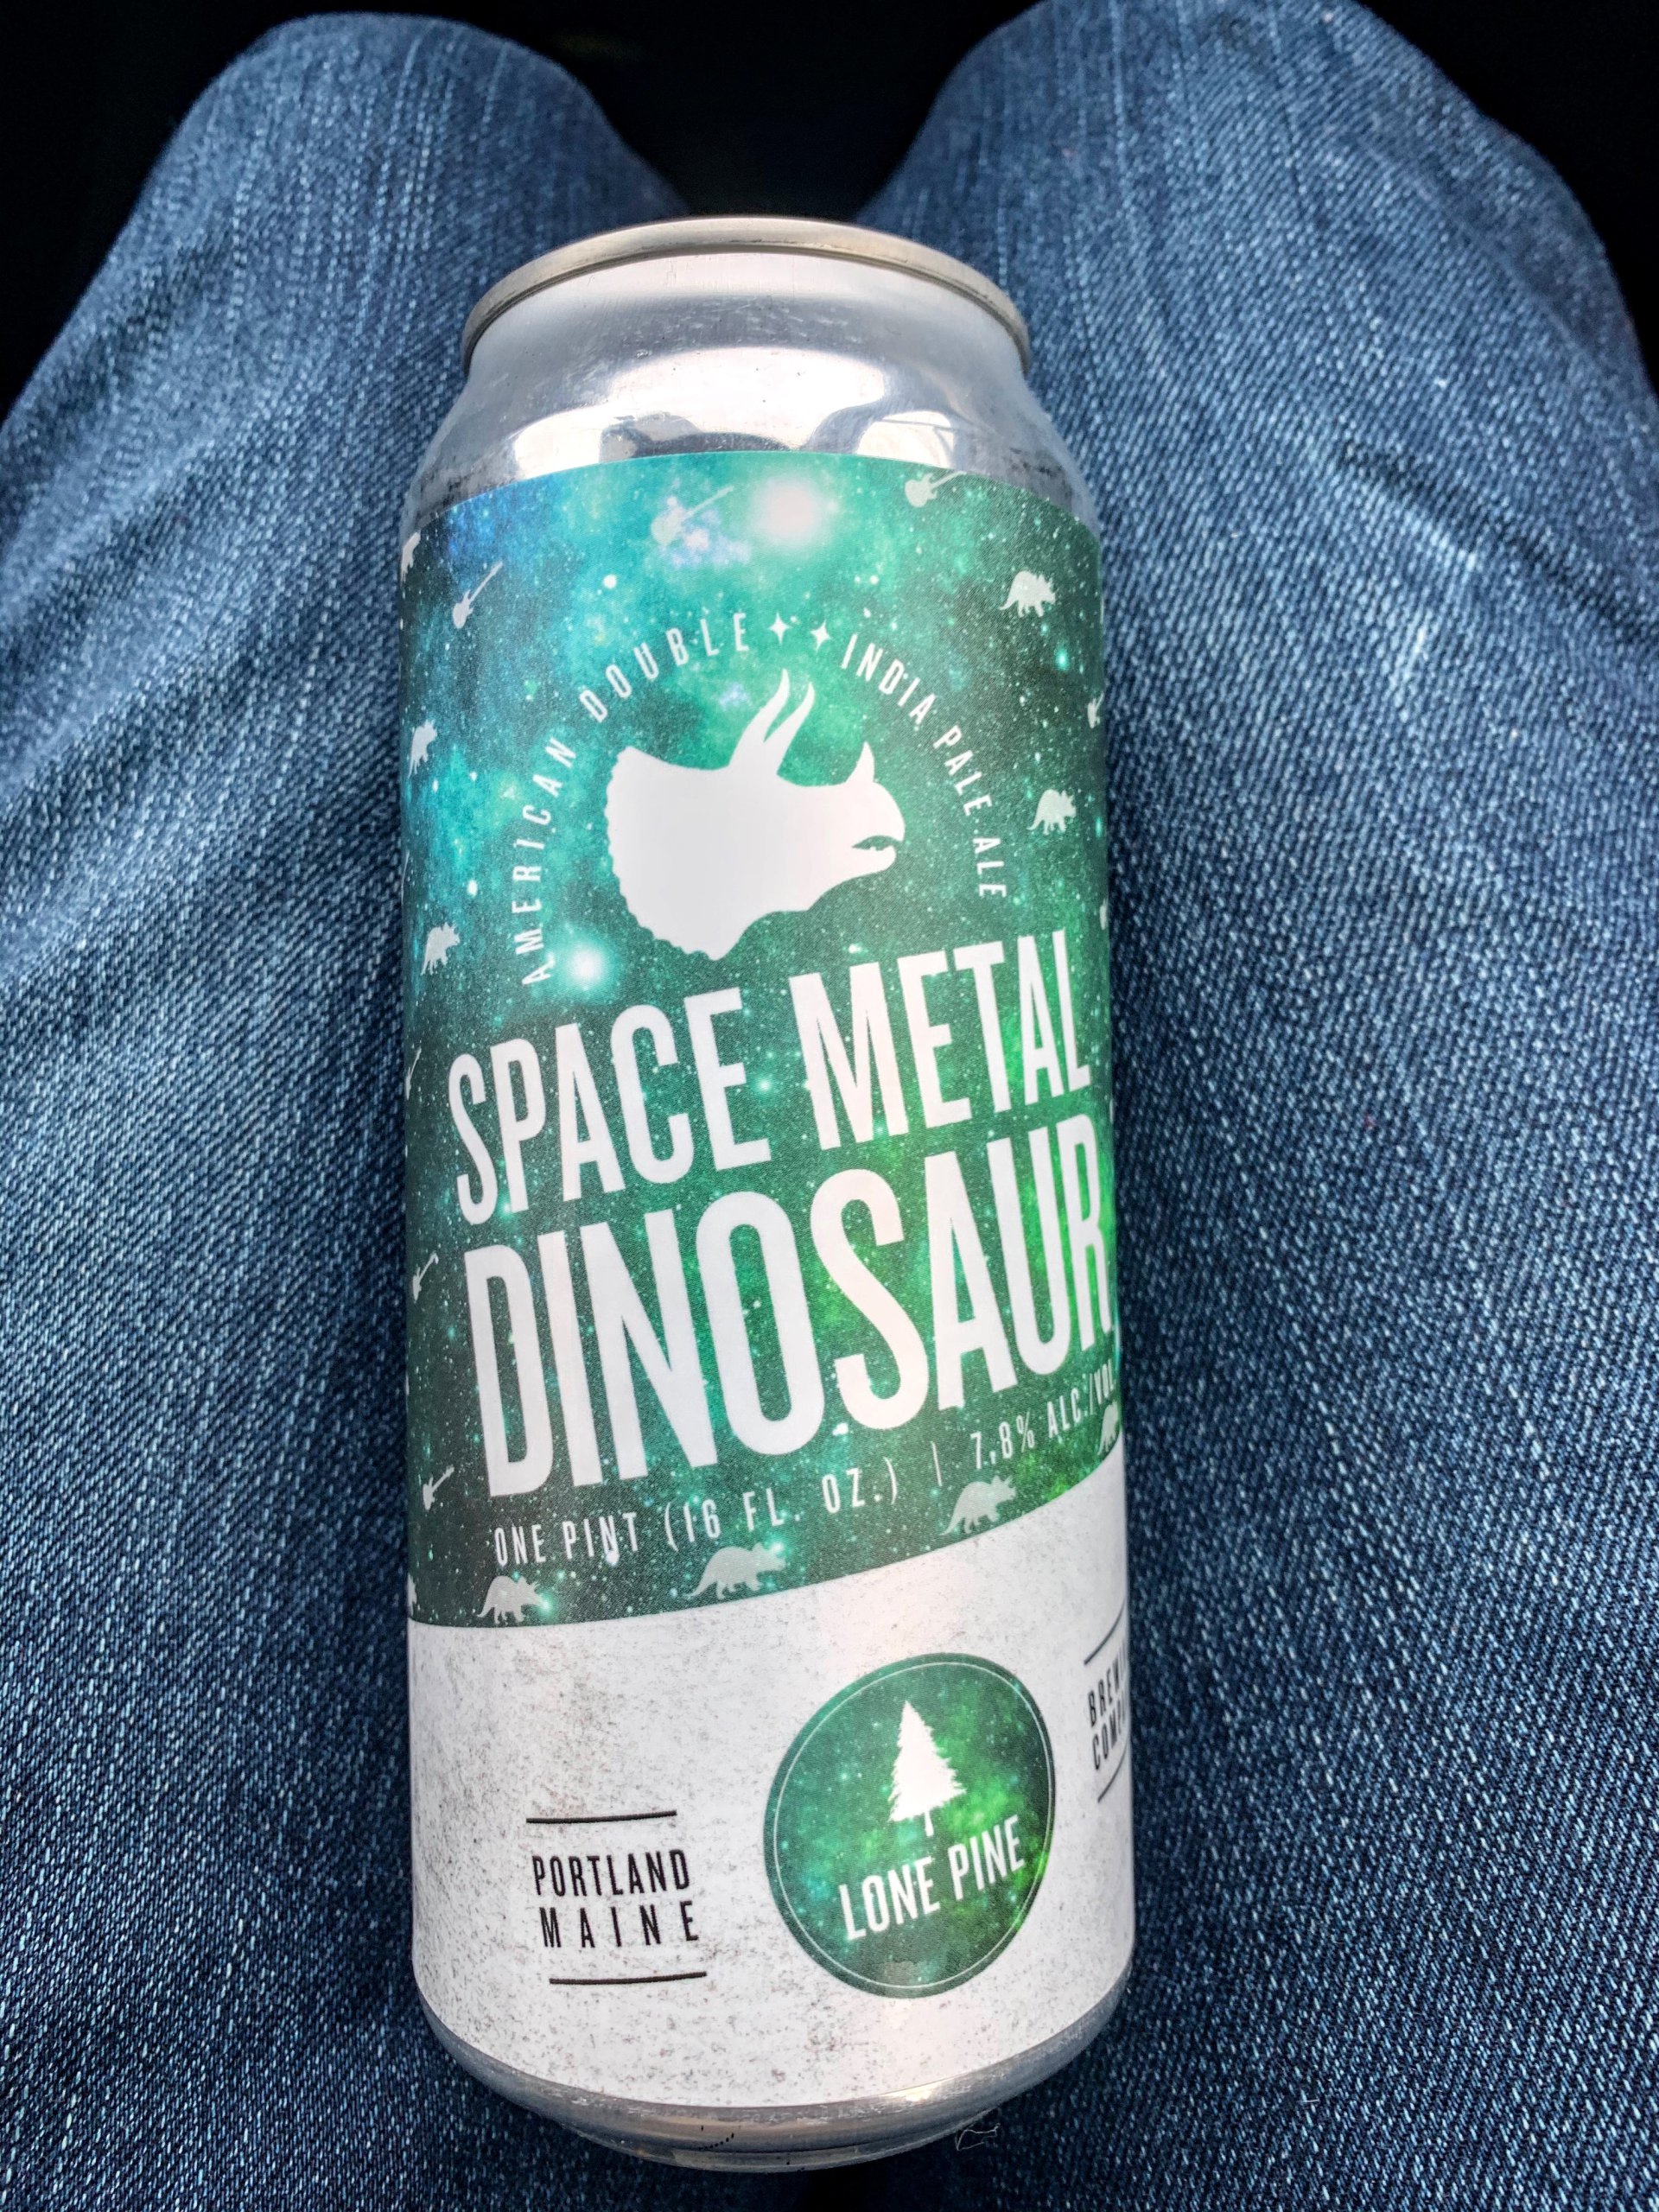 AMERICAN DOUBLE INDIA PALE ALE
SPACE METAL
DINOSAUR
ONE PINT (16 FL. OZ.) | 7.8% ALC./VOL.
LONE PINE
PORTLAND
MAINE